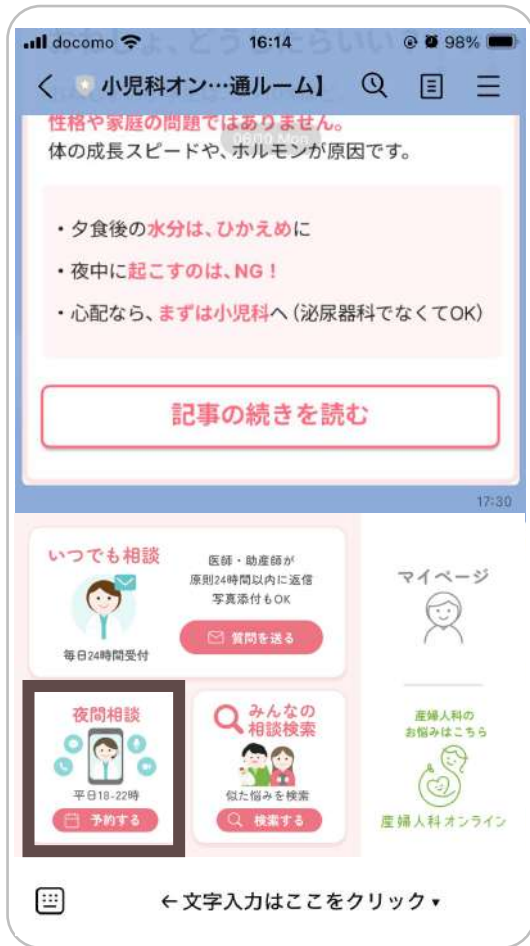 docomo 16:14 98%
小児科オン…通ルーム】
性格や家庭の問題ではありません。
体の成長スピードや、ホルモンが原因です。
・夕食後の水分は、ひかえめに
・夜中に起こすのは、NG！
・心配なら、まずは小児科へ（泌尿器科でなくてOK）
記事の続きを読む
17:30
いつでも相談
医師・助産師が
原則24時間以内に返信
写真添付もOK
毎日24時間受付
質問を送る
マイページ
夜間相談
平日18-22時
予約する
みんなの
相談検索
似た悩みを検索
検索する
産婦人科の
お悩みはこちら
産婦人科オンライン
←文字入力はここをクリック▾